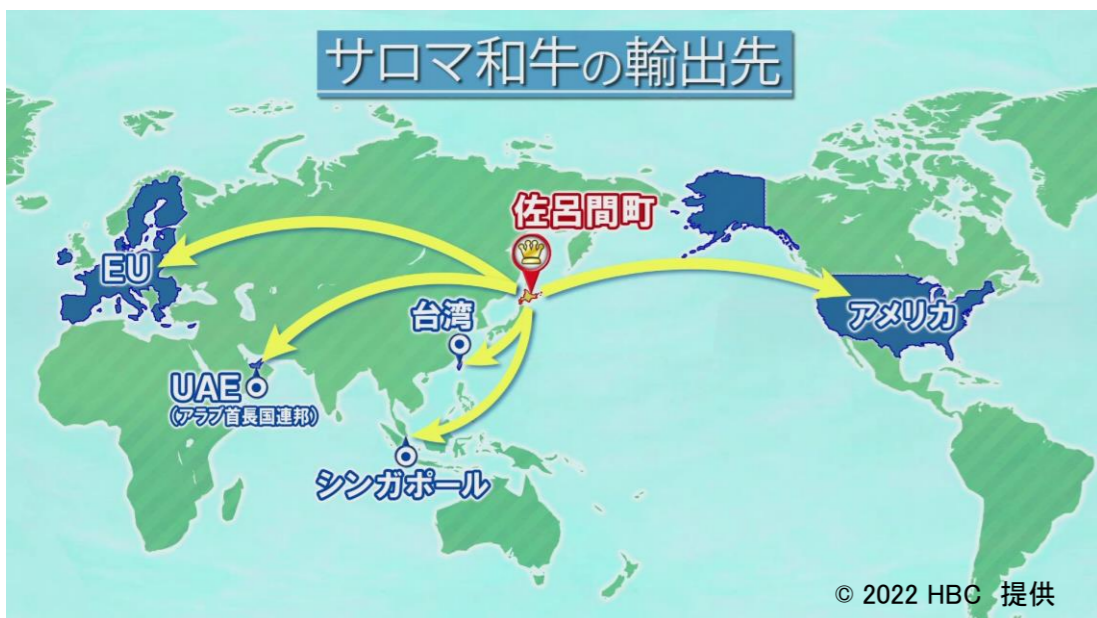 サロマ和牛の輸出先
佐呂間町
EU
台湾
アメリカ
UAE
(アラブ首長国連邦)
シンガポール
© 2022 HBC 提供